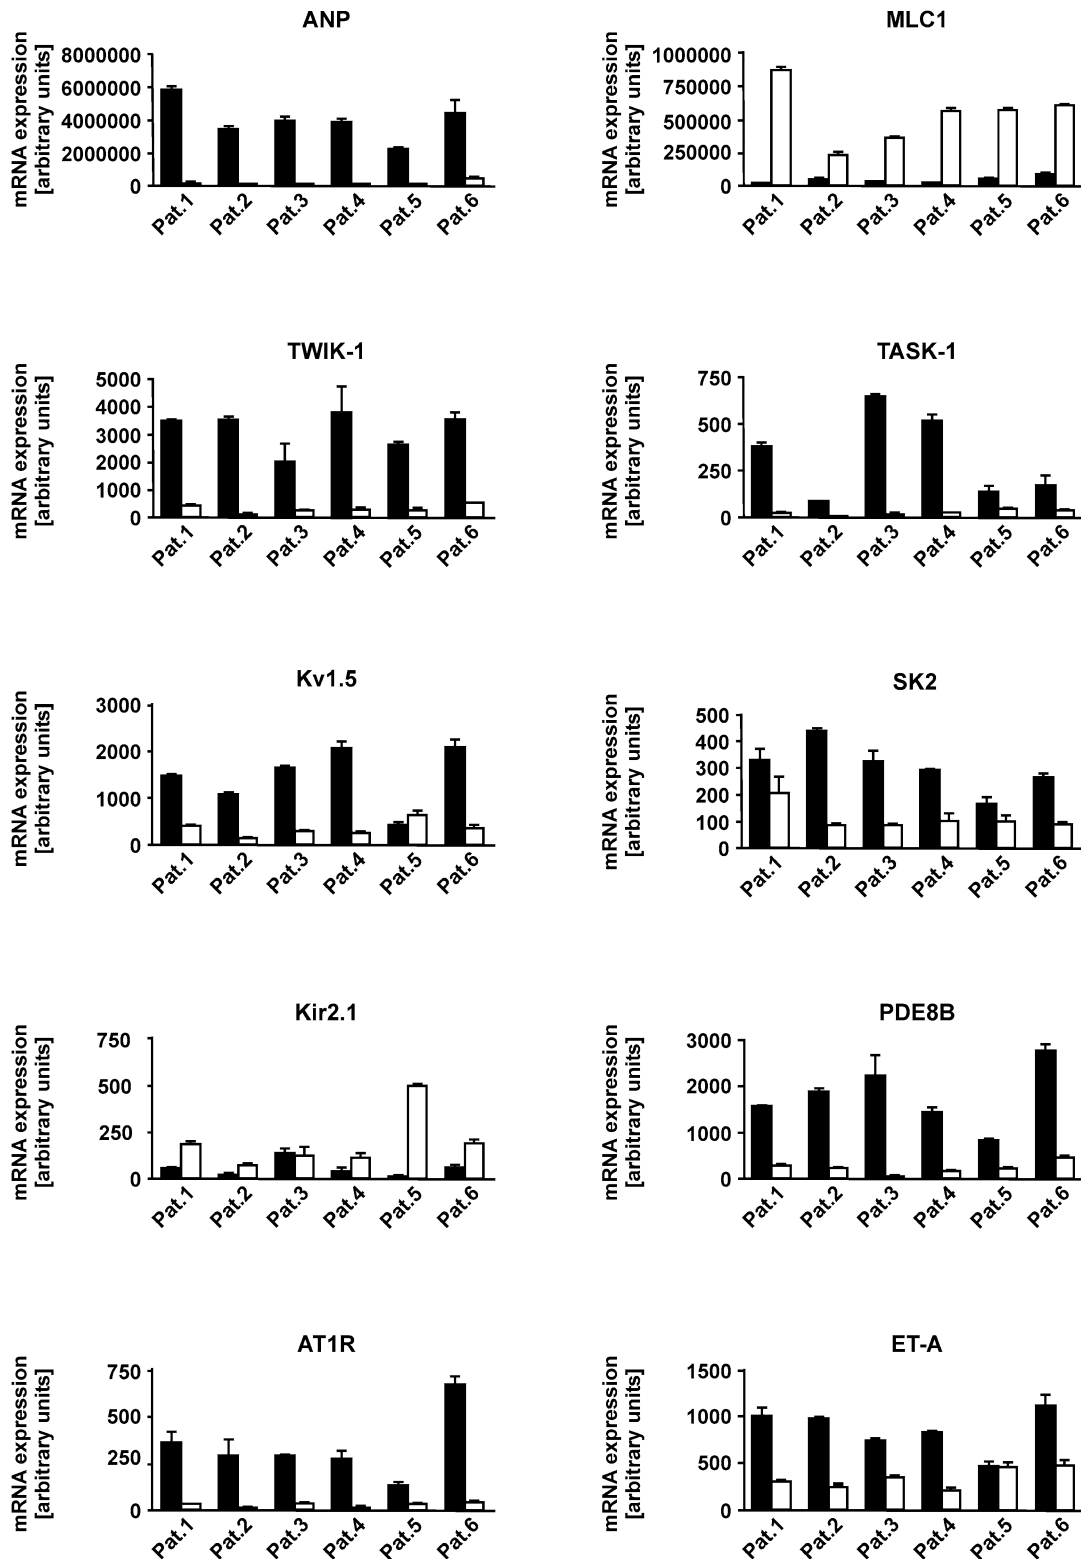 ANP
mRNA expression
[arbitrary units]
8000000
6000000
4000000
2000000
0
Pat.1
Pat.2
Pat.3
Pat.4
Pat.5
Pat.6
MLC1
mRNA expression
[arbitrary units]
1000000
750000
500000
250000
0
Pat.1
Pat.2
Pat.3
Pat.4
Pat.5
Pat.6
TWIK-1
mRNA expression
[arbitrary units]
5000
4000
3000
2000
1000
0
Pat.1
Pat.2
Pat.3
Pat.4
Pat.5
Pat.6
TASK-1
mRNA expression
[arbitrary units]
750
500
250
0
Pat.1
Pat.2
Pat.3
Pat.4
Pat.5
Pat.6
Kv1.5
mRNA expression
[arbitrary units]
3000
2000
1000
0
Pat.1
Pat.2
Pat.3
Pat.4
Pat.5
Pat.6
SK2
mRNA expression
[arbitrary units]
500
400
300
200
100
0
Pat.1
Pat.2
Pat.3
Pat.4
Pat.5
Pat.6
Kir2.1
mRNA expression
[arbitrary units]
750
500
250
0
Pat.1
Pat.2
Pat.3
Pat.4
Pat.5
Pat.6
PDE8B
mRNA expression
[arbitrary units]
3000
2000
1000
0
Pat.1
Pat.2
Pat.3
Pat.4
Pat.5
Pat.6
AT1R
mRNA expression
[arbitrary units]
750
500
250
0
Pat.1
Pat.2
Pat.3
Pat.4
Pat.5
Pat.6
ET-A
mRNA expression
[arbitrary units]
1500
1000
500
0
Pat.1
Pat.2
Pat.3
Pat.4
Pat.5
Pat.6